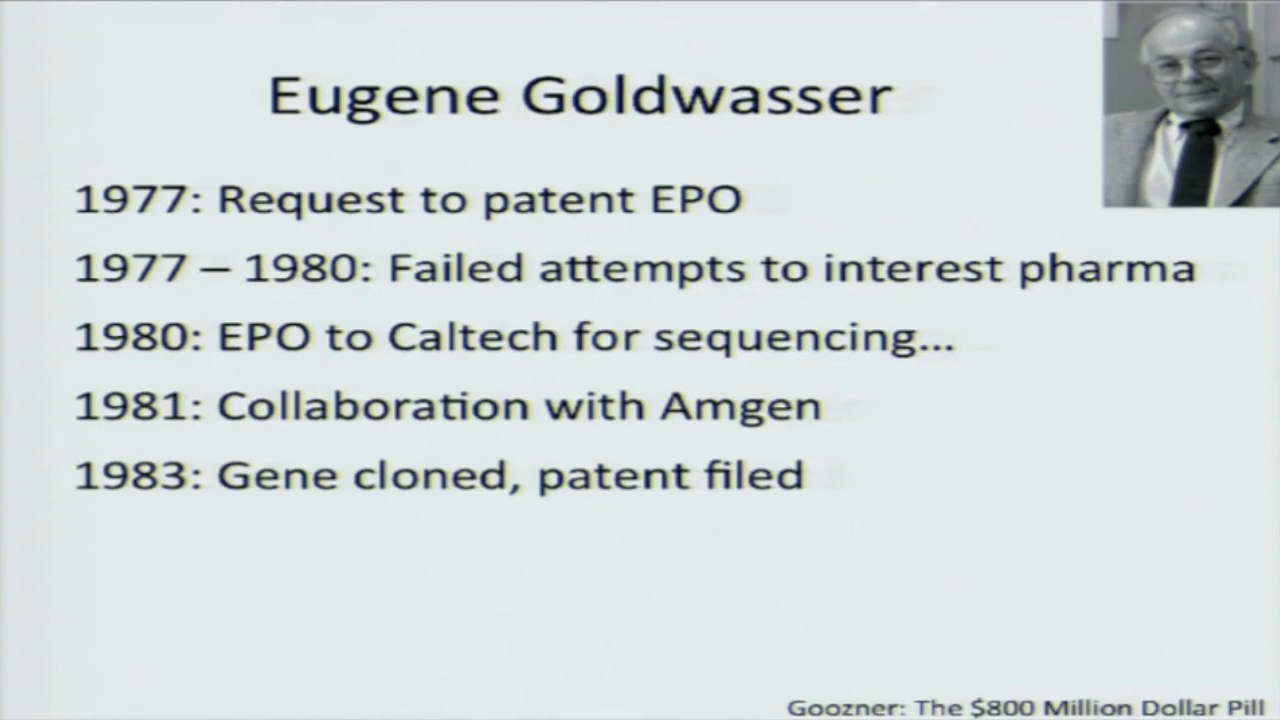 Eugene Goldwasser
1977: Request to patent EPO
1977 – 1980: Failed attempts to interest pharma
1980: EPO to Caltech for sequencing...
1981: Collaboration with Amgen
1983: Gene cloned, patent filed
Goozner: The $800 Million Dollar Pill